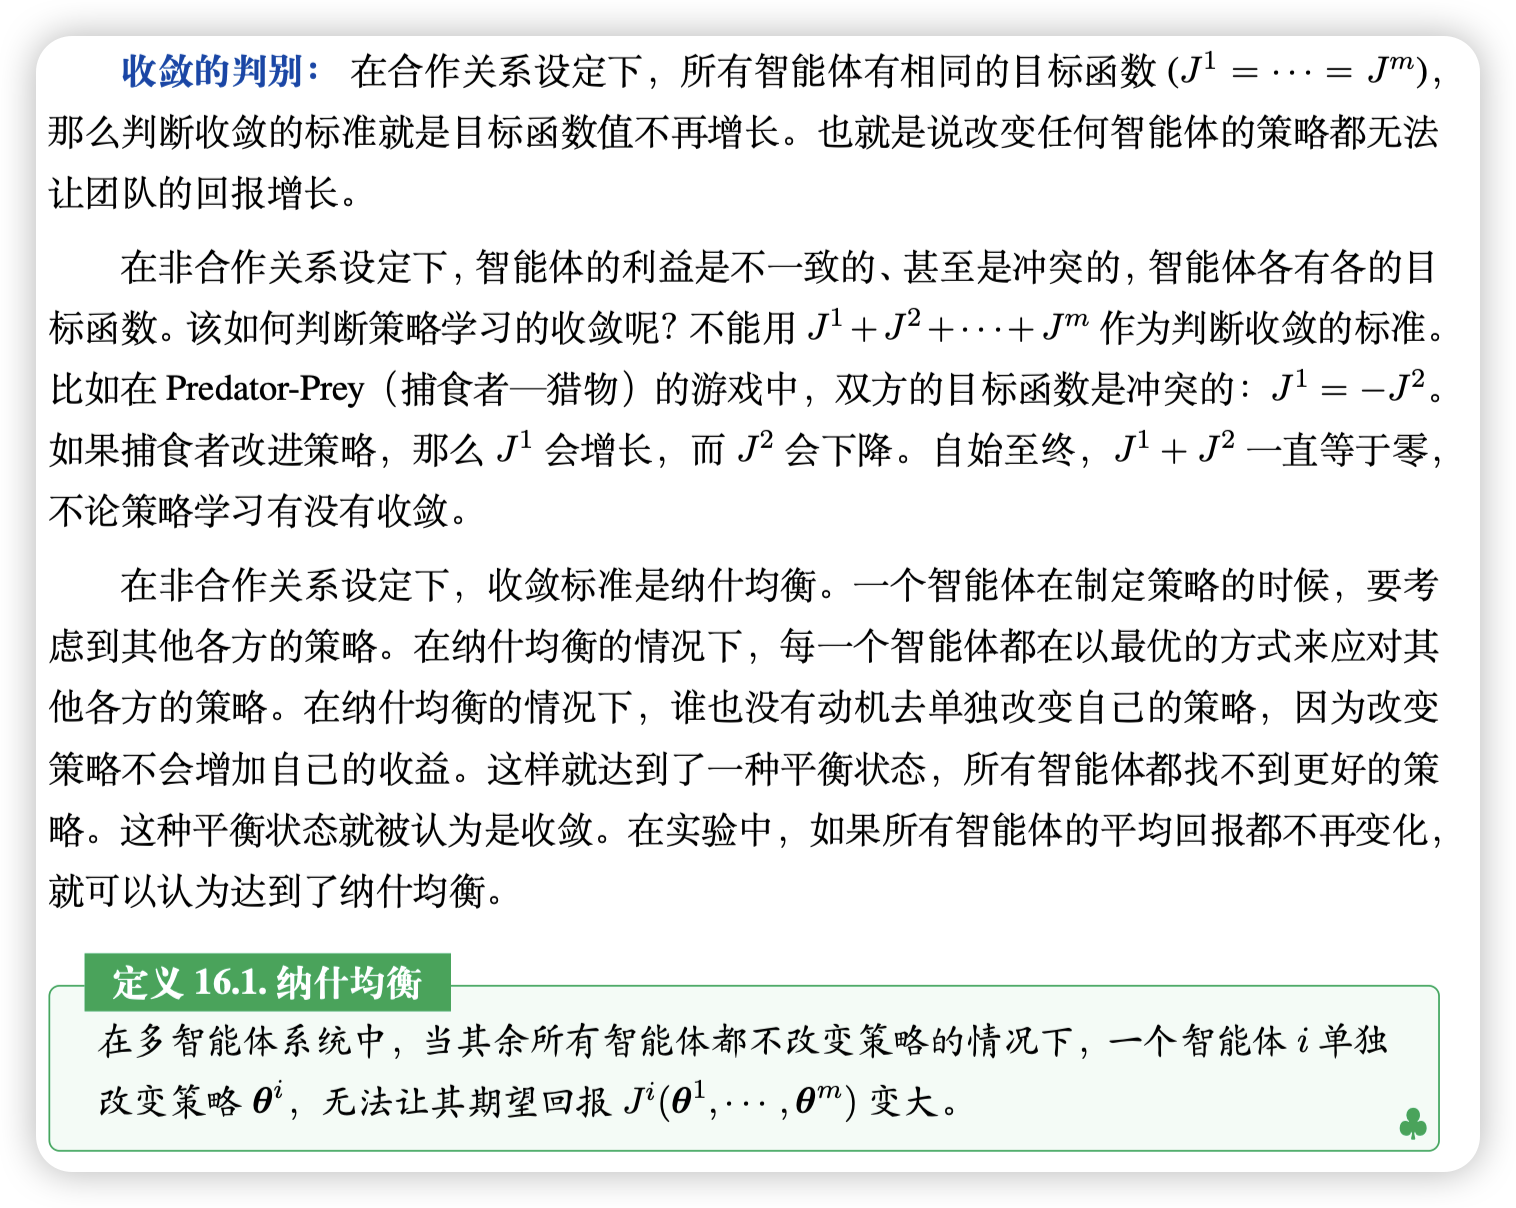 收敛的判别： 在合作关系设定下，所有智能体有相同的目标函数 (J¹ = ··· = Jᵐ)，
那么判断收敛的标准就是目标函数值不再增长。也就是说改变任何智能体的策略都无法
让团队的回报增长。
在非合作关系设定下，智能体的利益是不一致的、甚至是冲突的，智能体各有各的目
标函数。该如何判断策略学习的收敛呢？不能用 J¹ + J² + ··· + Jᵐ 作为判断收敛的标准。
比如在 Predator-Prey（捕食者—猎物）的游戏中，双方的目标函数是冲突的：J¹ = −J²。
如果捕食者改进策略，那么 J¹ 会增长，而 J² 会下降。自始至终，J¹ + J² 一直等于零，
不论策略学习有没有收敛。
在非合作关系设定下，收敛标准是纳什均衡。一个智能体在制定策略的时候，要考
虑到其他各方的策略。在纳什均衡的情况下，每一个智能体都在以最优的方式来应对其
他各方的策略。在纳什均衡的情况下，谁也没有动机去单独改变自己的策略，因为改变
策略不会增加自己的收益。这样就达到了一种平衡状态，所有智能体都找不到更好的策
略。这种平衡状态就被认为是收敛。在实验中，如果所有智能体的平均回报都不再变化，
就可以认为达到了纳什均衡。
定义 16.1. 纳什均衡
在多智能体系统中，当其余所有智能体都不改变策略的情况下，一个智能体 i 单独
改变策略 θⁱ，无法让其期望回报 Jⁱ(θ¹, ··· , θᵐ) 变大。